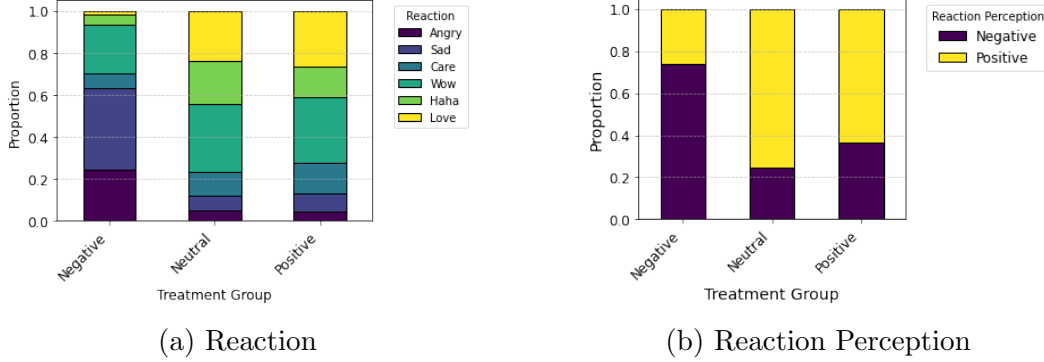 Proportion
1.0
0.8
0.6
0.4
0.2
0.0
Negative
Neutral
Positive
Treatment Group
Reaction
Angry
Sad
Care
Wow
Haha
Love
(a) Reaction
Proportion
1.0
0.8
0.6
0.4
0.2
0.0
Negative
Neutral
Positive
Treatment Group
Reaction Perception
Negative
Positive
(b) Reaction Perception